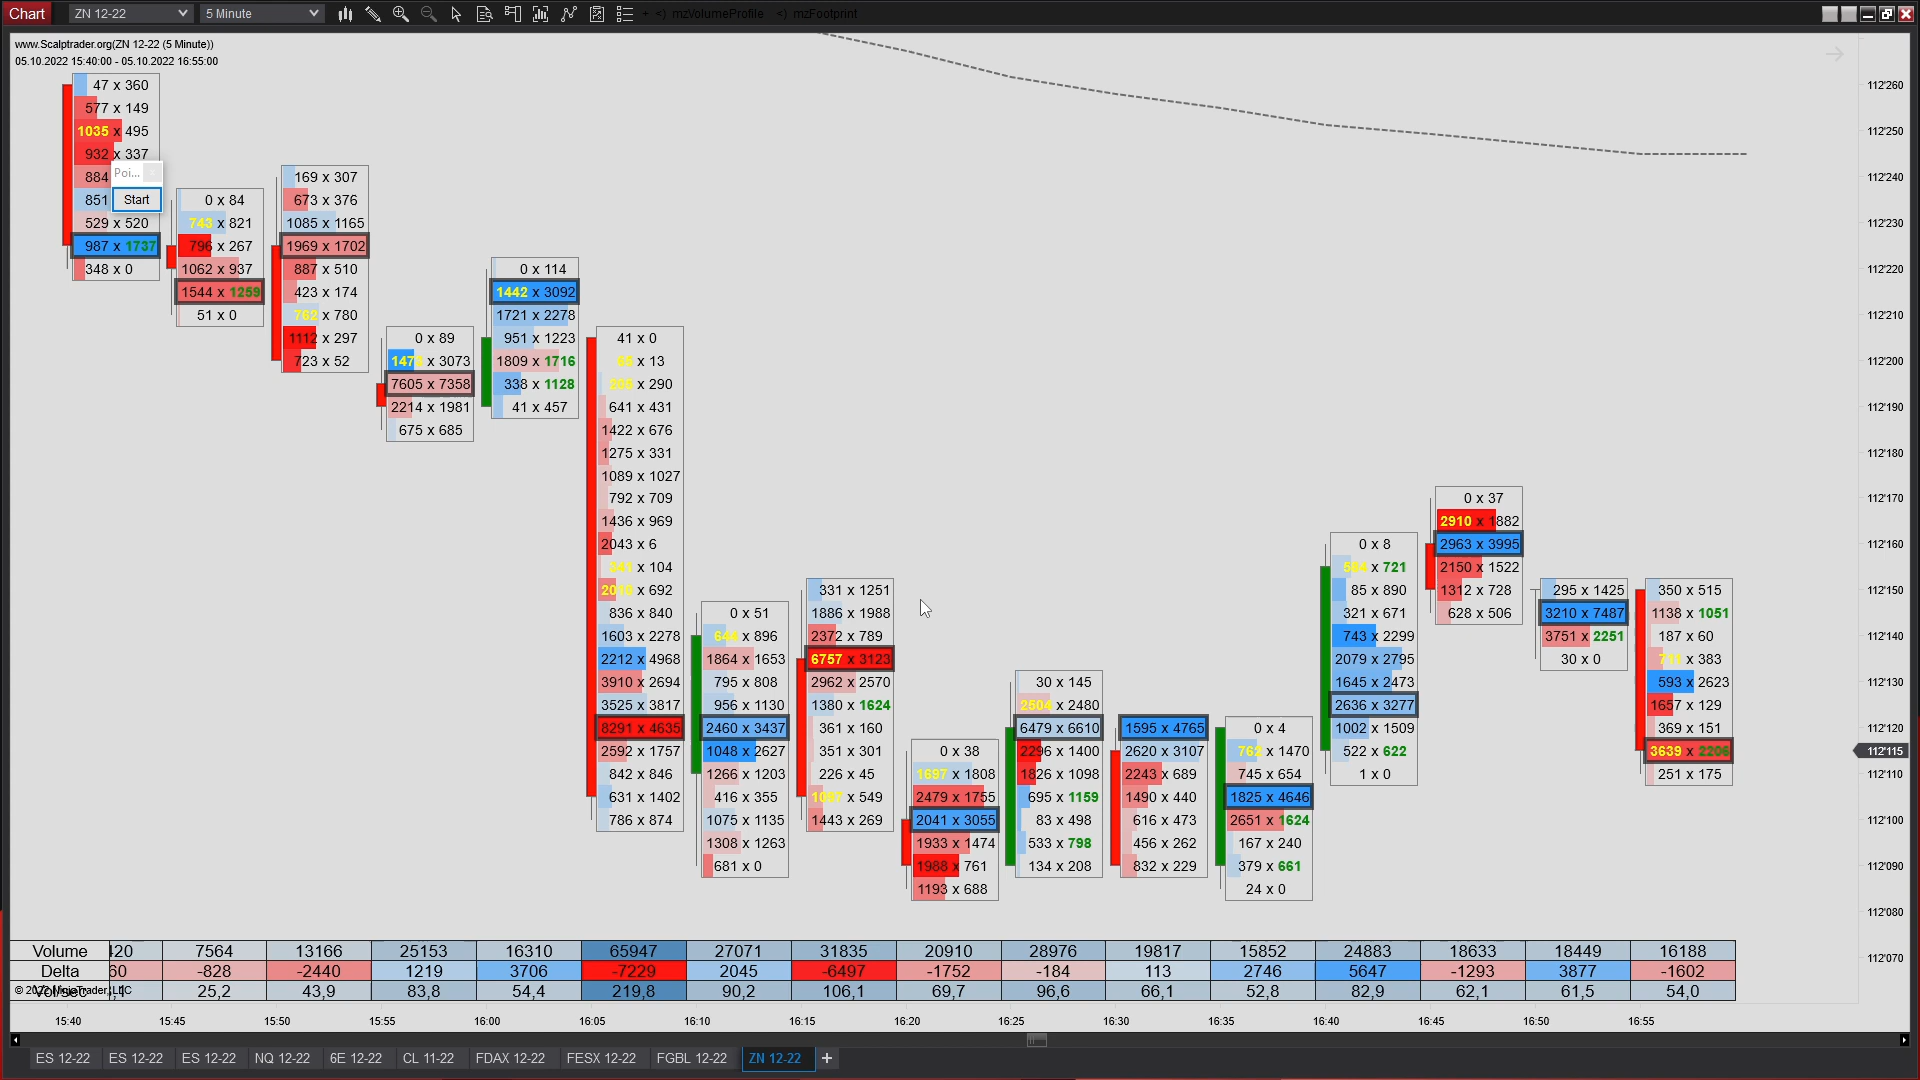 Chart ZN 12-22 5 Minute + <> mzVolumeProfile <> mzFootprint
www.Scalptrader.org(ZN 12-22 (5 Minute))
05.10.2022 15:40:00 - 05.10.2022 16:55:00
47 x 360
577 x 149
1035 x 495
932 x 337
884
851
529 x 520
987 x 1737
348 x 0
Poi...
Start
0 x 84
743 x 821
796 x 267
1062 x 937
1544 x 1259
51 x 0
169 x 307
673 x 376
1085 x 1165
1969 x 1702
887 x 510
423 x 174
762 x 780
1112 x 297
723 x 52
0 x 89
x 3073
7605 x 7358
2214 x 1981
675 x 685
0 x 114
1442 x 3092
1721 x 2278
951 x 1223
1809 x 1716
338 x 1128
41 x 457
41 x 0
x 13
x 290
641 x 431
1422 x 676
1275 x 331
1089 x 1027
792 x 709
1436 x 969
2043 x 6
x 104
x 692
836 x 840
1603 x 2278
2212 x 4968
3910 x 2694
3525 x 3817
8291 x 4635
2592 x 1757
842 x 846
631 x 1402
786 x 874
0 x 51
644 x 896
1864 x 1653
795 x 808
956 x 1130
2460 x 3437
1048 x 2627
1266 x 1203
416 x 355
1075 x 1135
1308 x 1263
681 x 0
331 x 1251
1886 x 1988
2372 x 789
6757 x 3123
2962 x 2570
1380 x 1624
361 x 160
351 x 301
226 x 45
x 549
1443 x 269
0 x 38
1697 x 1808
2479 x 1755
2041 x 3055
1933 x 1474
1988 x 761
1193 x 688
30 x 145
2504 x 2480
6479 x 6610
2296 x 1400
1826 x 1098
695 x 1159
83 x 498
533 x 798
134 x 208
1595 x 4765
2620 x 3107
2243 x 689
1490 x 440
616 x 473
456 x 262
832 x 229
0 x 4
762 x 1470
745 x 654
1825 x 4646
2651 x 1624
167 x 240
379 x 661
24 x 0
0 x 8
x 721
85 x 890
321 x 671
743 x 2299
2079 x 2795
1645 x 2473
2636 x 3277
1002 x 1509
522 x 622
1 x 0
0 x 37
2910 x 1882
2963 x 3995
2150 x 1522
1312 x 728
628 x 506
295 x 1425
3210 x 7487
3751 x 2251
30 x 0
350 x 515
1138 x 1051
187 x 60
x 383
593 x 2623
1657 x 129
369 x 151
3639 x 2206
251 x 175
112'260
112'250
112'240
112'230
112'220
112'210
112'200
112'190
112'180
112'170
112'160
112'150
112'140
112'130
112'120
112'115
112'110
112'100
112'090
112'080
112'070
Volume 420 7564 13166 25153 16310 65947 27071 31835 20910 28976 19817 15852 24883 18633 18449 16188
Delta 60 -828 -2440 1219 3706 -7229 2045 -6497 -1752 -184 113 2746 5647 -1293 3877 -1602
Vol/sec ,1 25,2 43,9 83,8 54,4 219,8 90,2 106,1 69,7 96,6 66,1 52,8 82,9 62,1 61,5 54,0
© 2022 NinjaTrader, LLC
15:40 15:45 15:50 15:55 16:00 16:05 16:10 16:15 16:20 16:25 16:30 16:35 16:40 16:45 16:50 16:55
ES 12-22 ES 12-22 ES 12-22 NQ 12-22 6E 12-22 CL 11-22 FDAX 12-22 FESX 12-22 FGBL 12-22 ZN 12-22 +